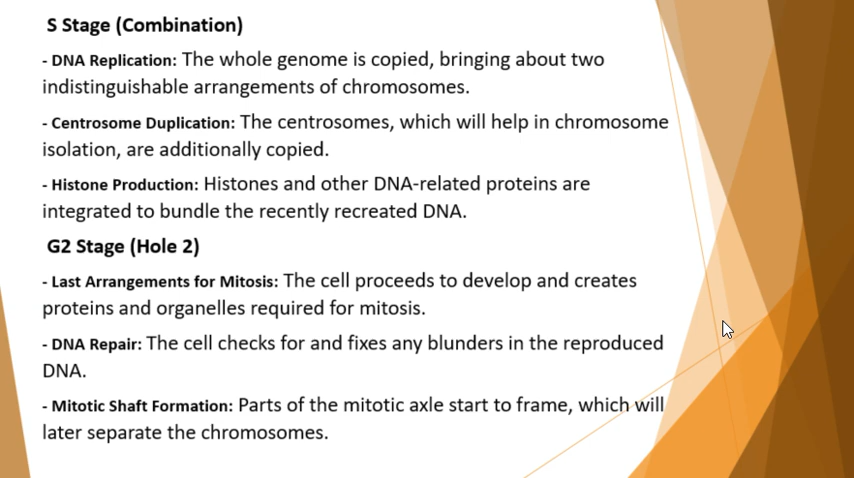 S Stage (Combination)
- DNA Replication: The whole genome is copied, bringing about two
indistinguishable arrangements of chromosomes.
- Centrosome Duplication: The centrosomes, which will help in chromosome
isolation, are additionally copied.
- Histone Production: Histones and other DNA-related proteins are
integrated to bundle the recently recreated DNA.
G2 Stage (Hole 2)
- Last Arrangements for Mitosis: The cell proceeds to develop and creates
proteins and organelles required for mitosis.
- DNA Repair: The cell checks for and fixes any blunders in the reproduced
DNA.
- Mitotic Shaft Formation: Parts of the mitotic axle start to frame, which will
later separate the chromosomes.